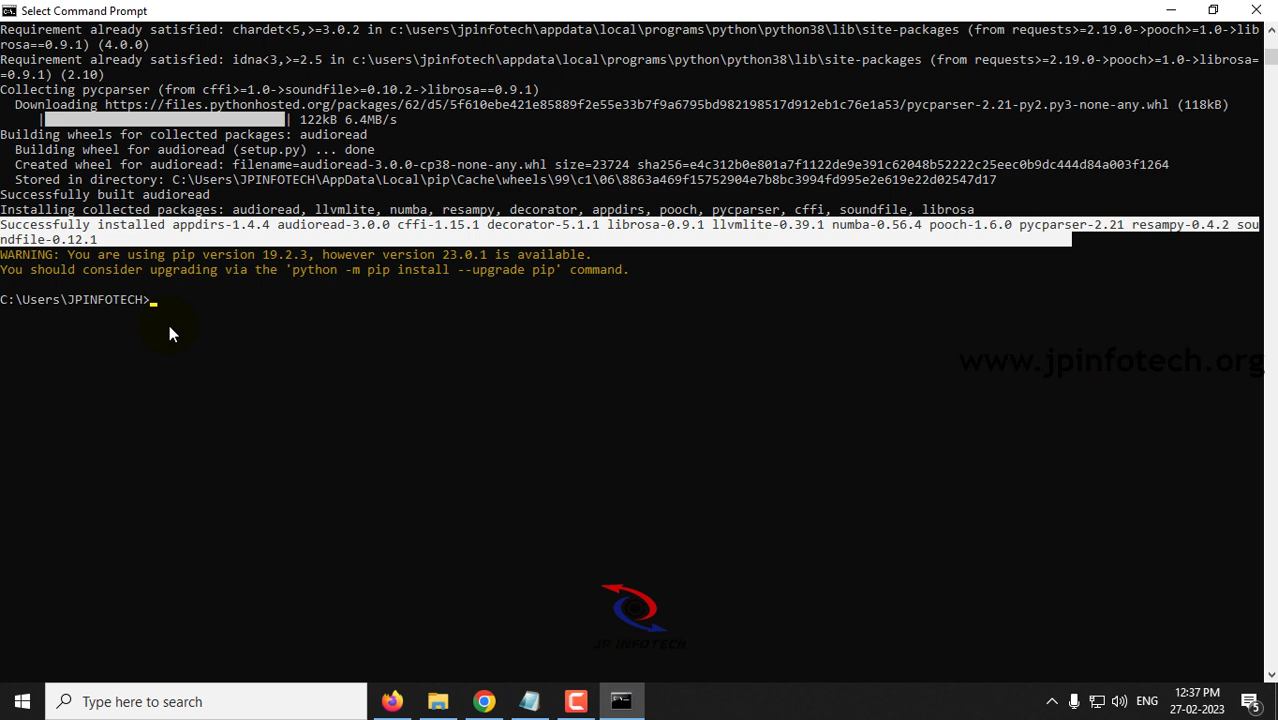 Select Command Prompt
Requirement already satisfied: chardet<5,>=3.0.2 in c:\users\jpinfotech\appdata\local\programs\python\python38\lib\site-packages (from requests>=2.19.0->pooch>=1.0->lib
rosa==0.9.1) (4.0.0)
Requirement already satisfied: idna<3,>=2.5 in c:\users\jpinfotech\appdata\local\programs\python\python38\lib\site-packages (from requests>=2.19.0->pooch>=1.0->librosa=
=0.9.1) (2.10)
Collecting pycparser (from cffi>=1.0->soundfile>=0.10.2->librosa==0.9.1)
Downloading https://files.pythonhosted.org/packages/62/d5/5f610ebe421e85889f2e55e33b7f9a6795bd982198517d912eb1c76e1a53/pycparser-2.21-py2.py3-none-any.whl (118kB)
| | 122kB 6.4MB/s
Building wheels for collected packages: audioread
Building wheel for audioread (setup.py) ... done
Created wheel for audioread: filename=audioread-3.0.0-cp38-none-any.whl size=23724 sha256=e4c312b0e801a7f1122de9e391c62048b52222c25eec0b9dc444d84a003f1264
Stored in directory: C:\Users\JPINFOTECH\AppData\Local\pip\Cache\wheels\99\c1\06\8863a469f15752904e7b8bc3994fd995e2e619e22d02547d17
Successfully built audioread
Installing collected packages: audioread, llvmlite, numba, resampy, decorator, appdirs, pooch, pycparser, cffi, soundfile, librosa
Successfully installed appdirs-1.4.4 audioread-3.0.0 cffi-1.15.1 decorator-5.1.1 librosa-0.9.1 llvmlite-0.39.1 numba-0.56.4 pooch-1.6.0 pycparser-2.21 resampy-0.4.2 sou
ndfile-0.12.1
WARNING: You are using pip version 19.2.3, however version 23.0.1 is available.
You should consider upgrading via the 'python -m pip install --upgrade pip' command.
C:\Users\JPINFOTECH>
www.jpinfotech.org
JP INFOTECH
Type here to search
ENG
12:37 PM
27-02-2023
5